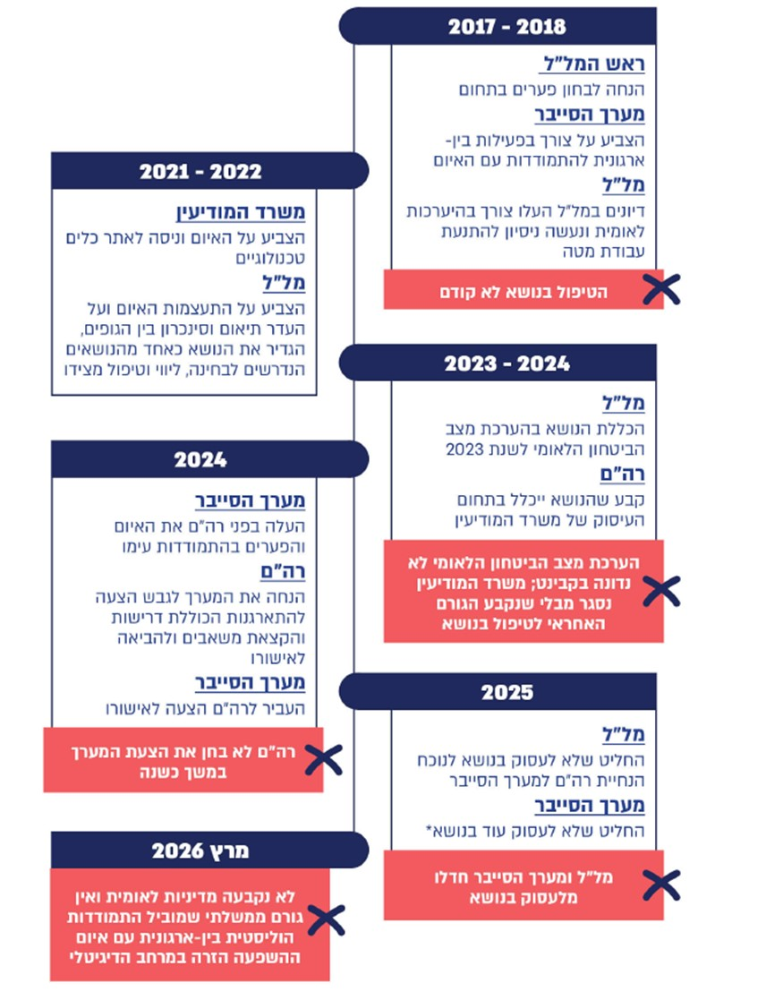 2017 - 2018
ראש המל"ל
הנחה לבחון פערים בתחום
מערך הסייבר
הצביע על צורך בפעילות בין-
ארגונית להתמודדות עם האיום
מל"ל
דיונים במל"ל העלו צורך בהיערכות
לאומית ונעשה ניסיון להתנעת
עבודת מטה
הטיפול בנושא לא קודם
2021 - 2022
משרד המודיעין
הצביע על האיום וניסה לאתר כלים
טכנולוגיים
מל"ל
הצביע על התעצמות האיום ועל
העדר תיאום וסינכרון בין הגופים,
הגדיר את הנושא כאחד מהנושאים
הנדרשים לבחינה, ליווי וטיפול מצידו
2023 - 2024
מל"ל
הכללת הנושא בהערכת מצב
הביטחון הלאומי לשנת 2023
רה"ם
קבע שהנושא ייכלל בתחום
העיסוק של משרד המודיעין
הערכת מצב הביטחון הלאומי לא
נדונה בקבינט; משרד המודיעין
נסגר מבלי שנקבע הגורם
האחראי לטיפול בנושא
2024
מערך הסייבר
העלה בפני רה"ם את האיום
והפערים בהתמודדות עימו
רה"ם
הנחה את המערך לגבש הצעה
להתארגנות הכוללת דרישות
והקצאת משאבים ולהביאה
לאישורו
מערך הסייבר
העביר לרה"ם הצעה לאישורו
רה"ם לא בחן את הצעת המערך
במשך כשנה
2025
מל"ל
החליט שלא לעסוק בנושא לנוכח
הנחיית רה"ם למערך הסייבר
מערך הסייבר
החליט שלא לעסוק עוד בנושא*
מל"ל ומערך הסייבר חדלו
מלעסוק בנושא
מרץ 2026
לא נקבעה מדיניות לאומית ואין
גורם ממשלתי שמוביל התמודדות
הוליסטית בין-ארגונית עם איום
ההשפעה הזרה במרחב הדיגיטלי